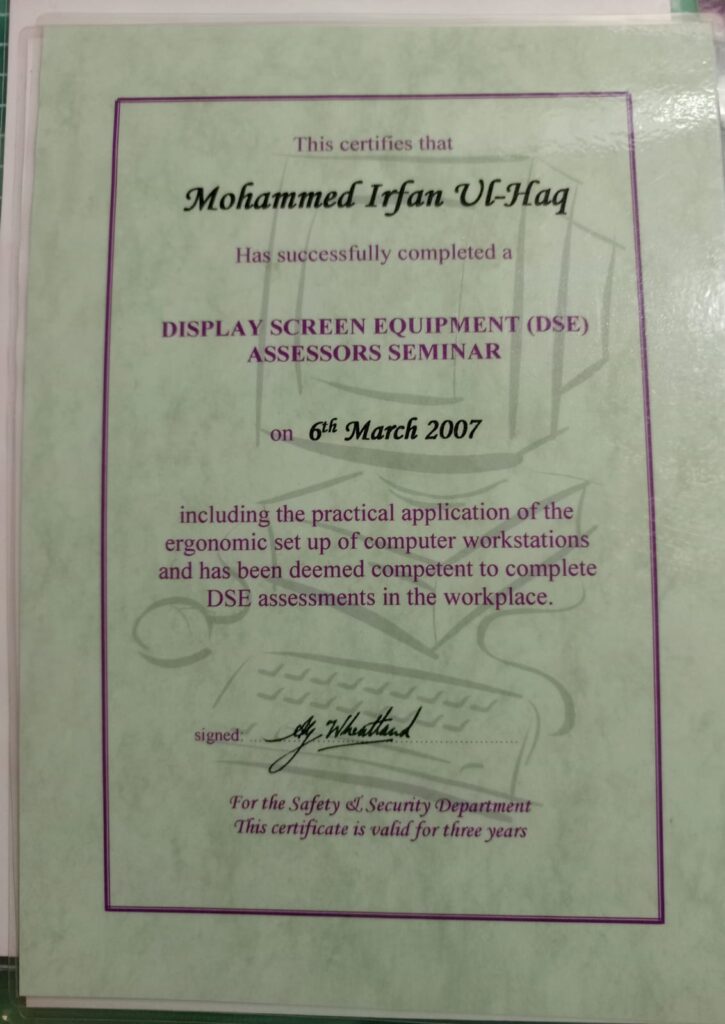 This certifies that
Mohammed Irfan Ul-Haq
Has successfully completed a
DISPLAY SCREEN EQUIPMENT (DSE)
ASSESSORS SEMINAR
on 6th March 2007
including the practical application of the
ergonomic set up of computer workstations
and has been deemed competent to complete
DSE assessments in the workplace.
signed: Wheatland
For the Safety & Security Department
This certificate is valid for three years